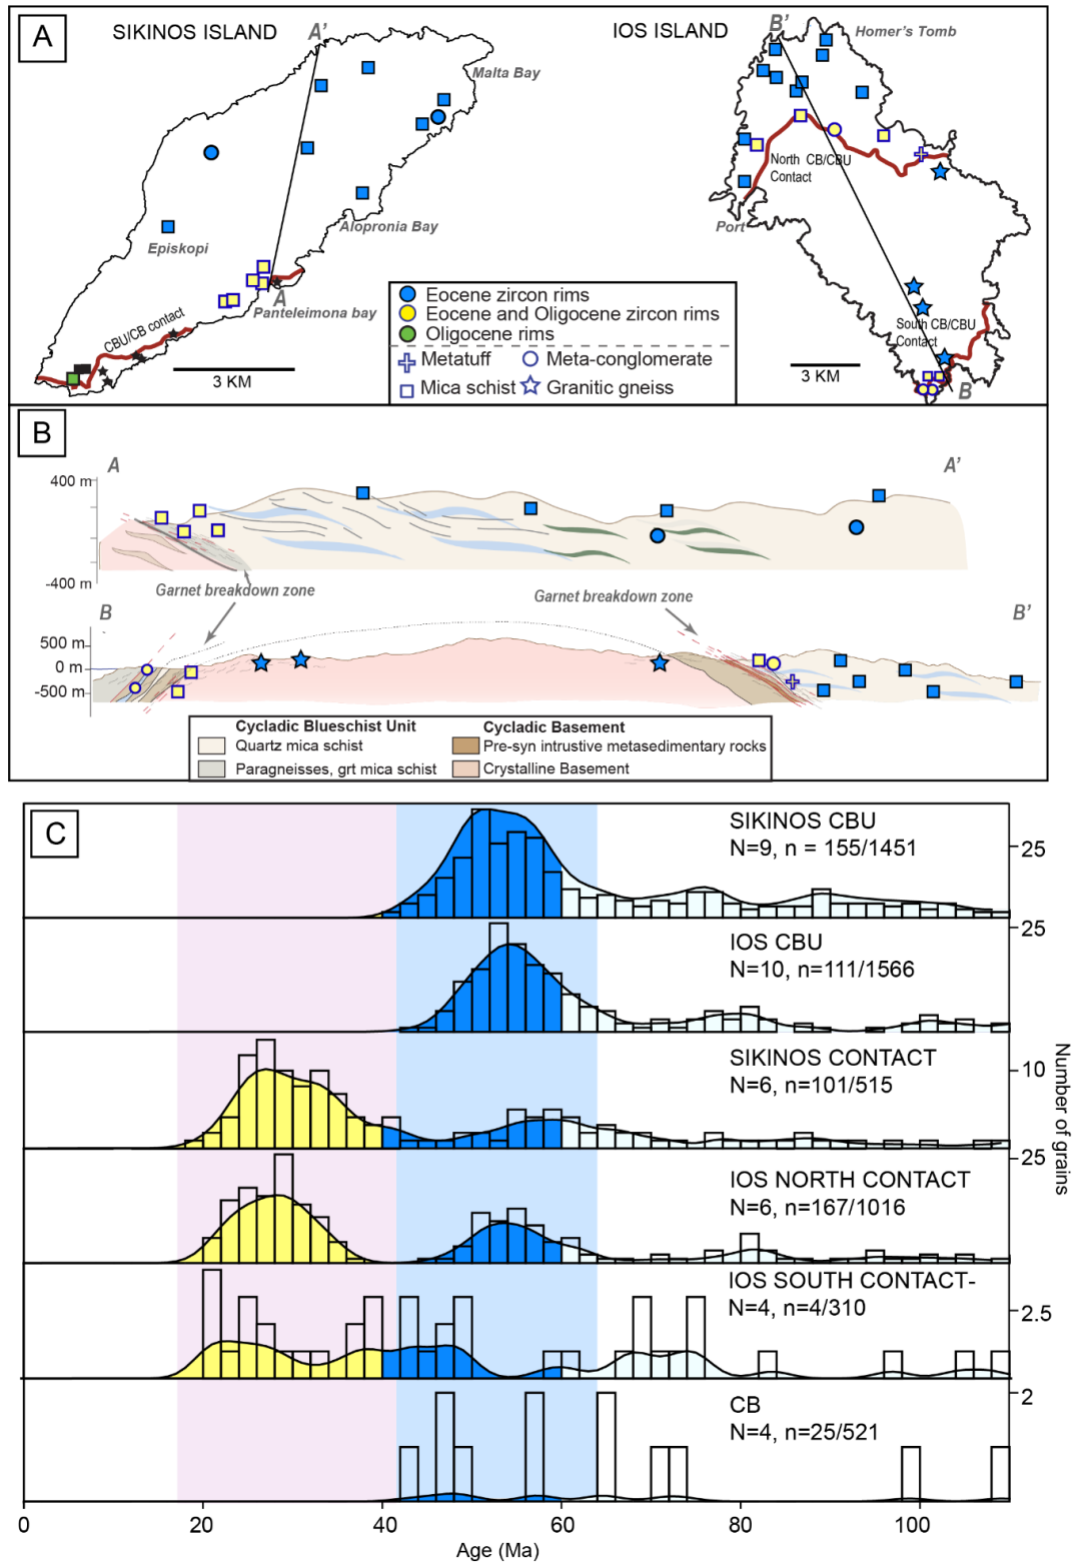 A
SIKINOS ISLAND
A'
Malta Bay
Episkopi
Alopronia Bay
A
Panteleimona bay
CBU/CB contact
3 KM
IOS ISLAND
B'
Homer's Tomb
North CB/CBU
Contact
Port
South CB/CBU
Contact
B
3 KM
Eocene zircon rims
Eocene and Oligocene zircon rims
Oligocene rims
Metatuff
Meta-conglomerate
Mica schist
Granitic gneiss
B
A
A'
400 m
-400 m
Garnet breakdown zone
Garnet breakdown zone
B
B'
500 m
0 m
-500 m
Cycladic Blueschist Unit
Quartz mica schist
Paragneisses, grt mica schist
Cycladic Basement
Pre-syn intrustive metasedimentary rocks
Crystalline Basement
C
SIKINOS CBU
N=9, n = 155/1451
25
IOS CBU
N=10, n=111/1566
25
SIKINOS CONTACT
N=6, n=101/515
10
IOS NORTH CONTACT
N=6, n=167/1016
25
IOS SOUTH CONTACT-
N=4, n=4/310
2.5
CB
N=4, n=25/521
2
Number of grains
0 20 40 60 80 100
Age (Ma)